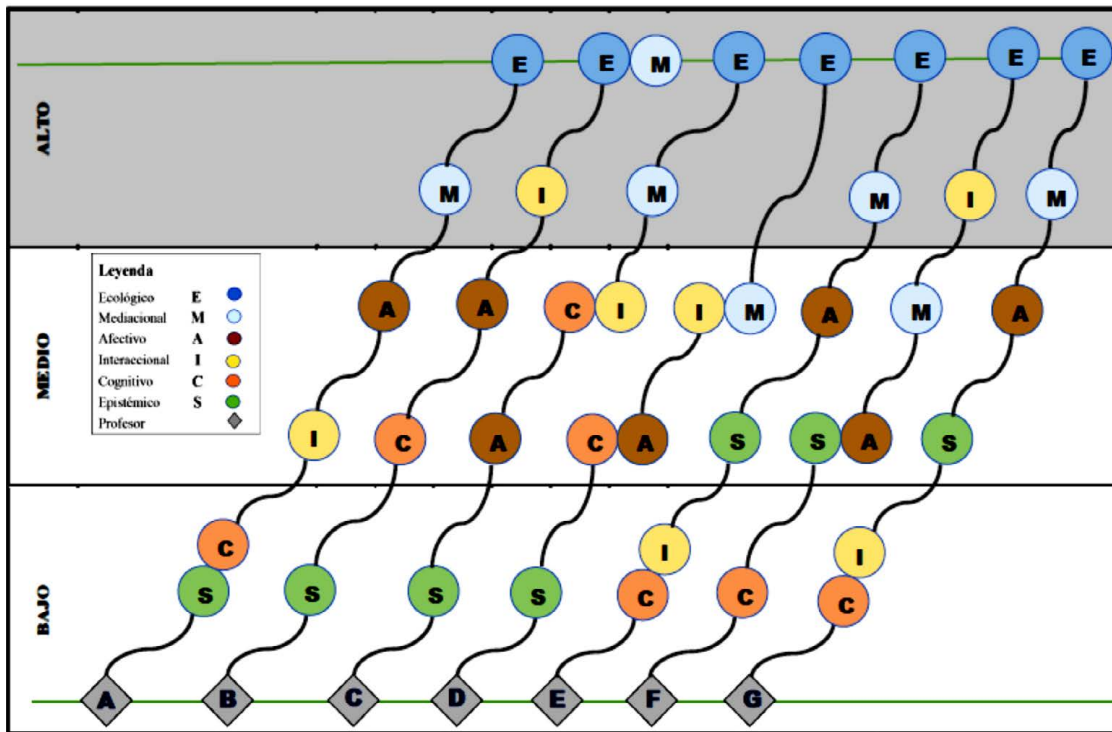 ALTO
E E M E E E E E
M I M M I M
MEDIO
Leyenda
Ecológico E
Mediacional M
Afectivo A
Interaccional I
Cognitivo C
Epistémico S
Profesor
A A C I I M A M A
I C A C A S S A S
BAJO
C I I
S S S S C C C
A B C D E F G